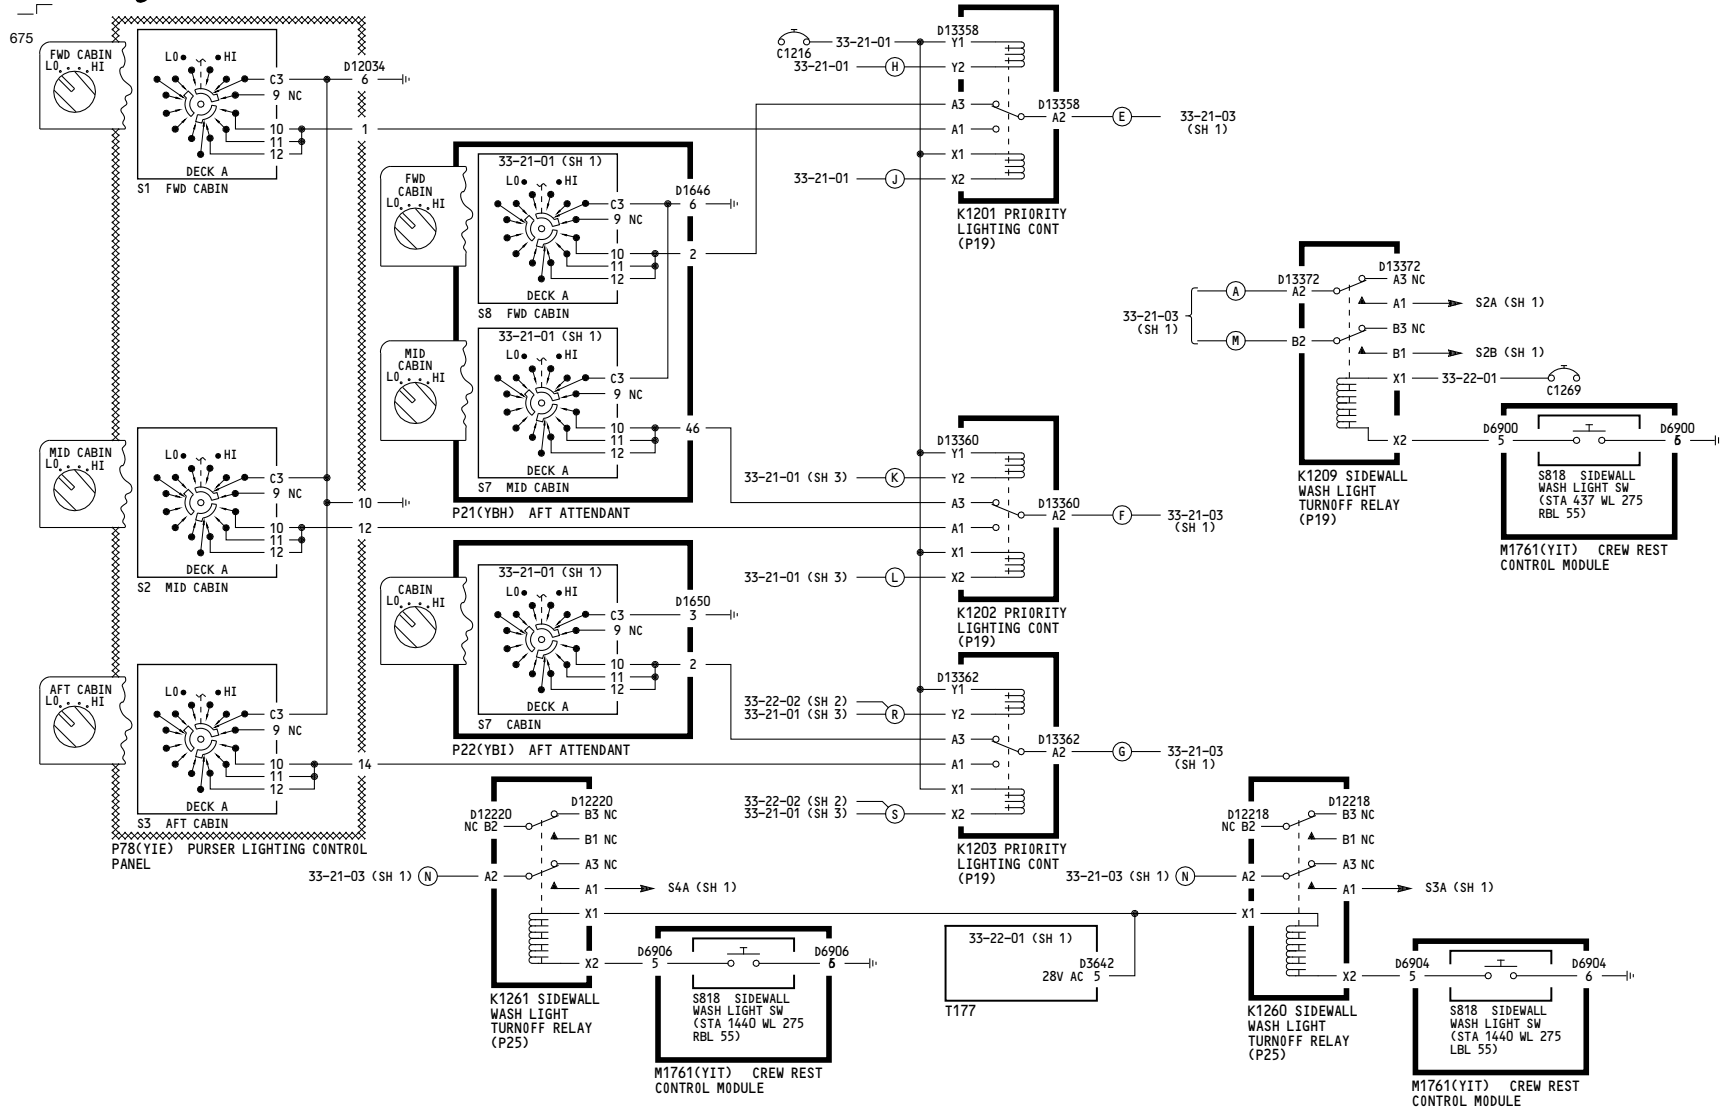 675
FWD CABIN
LO HI
LO HI
C3
9 NC
10
11
12
DECK A
S1 FWD CABIN
D12034
6
1
MID CABIN
LO HI
LO HI
C3
9 NC
10
11
12
DECK A
S2 MID CABIN
10
12
AFT CABIN
LO HI
LO HI
C3
9 NC
10
11
12
DECK A
S3 AFT CABIN
14
P78(YIE) PURSER LIGHTING CONTROL
PANEL
FWD
CABIN
LO HI
33-21-01 (SH 1)
LO HI
C3
9 NC
10
11
12
DECK A
S8 FWD CABIN
D1646
6
2
MID
CABIN
LO HI
33-21-01 (SH 1)
LO HI
C3
9 NC
10
11
12
DECK A
S7 MID CABIN
46
P21(YBH) AFT ATTENDANT
CABIN
LO HI
33-21-01 (SH 1)
LO HI
C3
9 NC
10
11
12
DECK A
S7 CABIN
D1650
3
2
P22(YBI) AFT ATTENDANT
C1216
33-21-01
33-21-01 H
33-21-01 J
D13358
Y1
Y2
A3
A1
X1
X2
D13358
A2
E
33-21-03
(SH 1)
K1201 PRIORITY
LIGHTING CONT
(P19)
33-21-01 (SH 3) K
33-21-01 (SH 3) L
D13360
Y1
Y2
A3
A1
X1
X2
D13360
A2
F
33-21-03
(SH 1)
K1202 PRIORITY
LIGHTING CONT
(P19)
33-22-02 (SH 2)
33-21-01 (SH 3) R
33-22-02 (SH 2)
33-21-01 (SH 3) S
D13362
Y1
Y2
A3
A1
X1
X2
D13362
A2
G
33-21-03
(SH 1)
K1203 PRIORITY
LIGHTING CONT
(P19)
33-21-03
(SH 1)
A
M
D13372
A2
B2
D13372
A3 NC
A1
S2A (SH 1)
B3 NC
B1
S2B (SH 1)
X1
33-22-01
C1269
X2
K1209 SIDEWALL
WASH LIGHT
TURNOFF RELAY
(P19)
D6900
5
D6900
6
S818 SIDEWALL
WASH LIGHT SW
(STA 437 WL 275
RBL 55)
M1761(YIT) CREW REST
CONTROL MODULE
D12220
NC B2
D12220
B3 NC
B1 NC
33-21-03 (SH 1) N
A2
A3 NC
A1
S4A (SH 1)
X1
X2
K1261 SIDEWALL
WASH LIGHT
TURNOFF RELAY
(P25)
D6906
5
D6906
6
S818 SIDEWALL
WASH LIGHT SW
(STA 1440 WL 275
RBL 55)
M1761(YIT) CREW REST
CONTROL MODULE
33-22-01 (SH 1)
D3642
28V AC 5
T177
D12218
NC B2
D12218
B3 NC
B1 NC
33-21-03 (SH 1) N
A2
A3 NC
A1
S3A (SH 1)
X1
X2
K1260 SIDEWALL
WASH LIGHT
TURNOFF RELAY
(P25)
D6904
5
D6904
6
S818 SIDEWALL
WASH LIGHT SW
(STA 1440 WL 275
LBL 55)
M1761(YIT) CREW REST
CONTROL MODULE